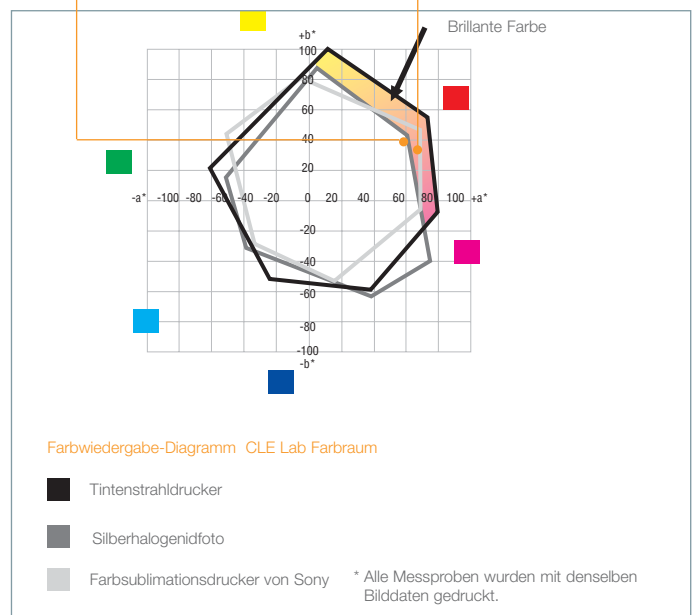 Brillante Farbe
+b*
100
80
60
40
20
-a* -100 -80 -60 -40 -20 0 20 40 60 80 100 +a*
-20
-40
-60
-80
-100
-b*
Farbwiedergabe-Diagramm CLE Lab Farbraum
Tintenstrahldrucker
Silberhalogenidfoto
Farbsublimationsdrucker von Sony
* Alle Messproben wurden mit denselben
Bilddaten gedruckt.